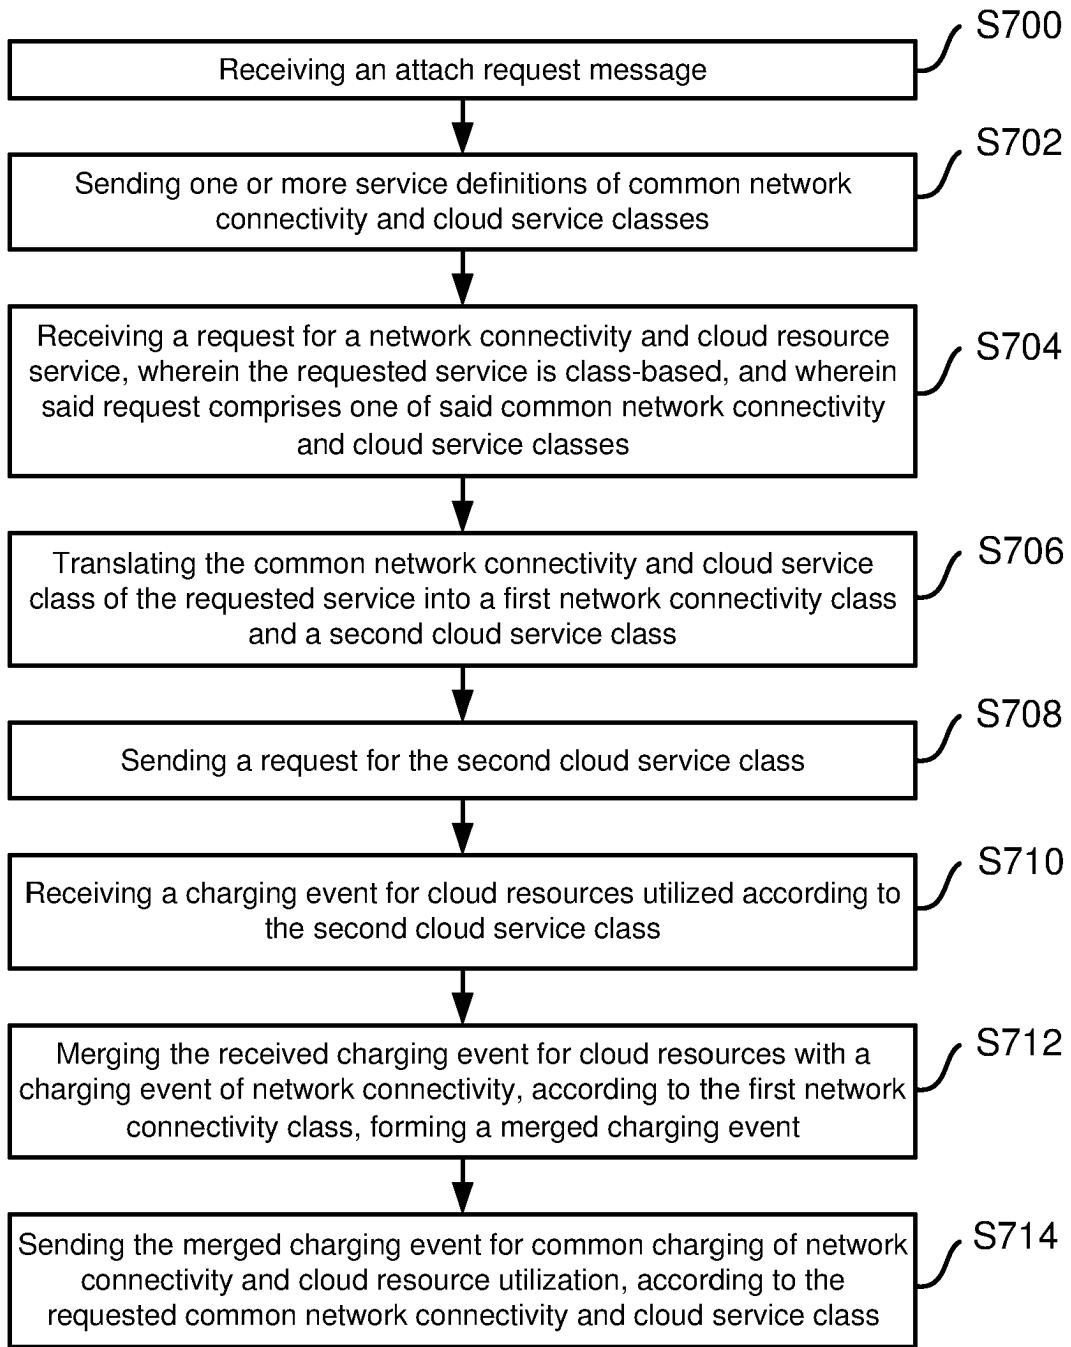 S700
Receiving an attach request message
S702
Sending one or more service definitions of common network
connectivity and cloud service classes
S704
Receiving a request for a network connectivity and cloud resource
service, wherein the requested service is class-based, and wherein
said request comprises one of said common network connectivity
and cloud service classes
S706
Translating the common network connectivity and cloud service
class of the requested service into a first network connectivity class
and a second cloud service class
S708
Sending a request for the second cloud service class
S710
Receiving a charging event for cloud resources utilized according to
the second cloud service class
S712
Merging the received charging event for cloud resources with a
charging event of network connectivity, according to the first network
connectivity class, forming a merged charging event
S714
Sending the merged charging event for common charging of network
connectivity and cloud resource utilization, according to the
requested common network connectivity and cloud service class